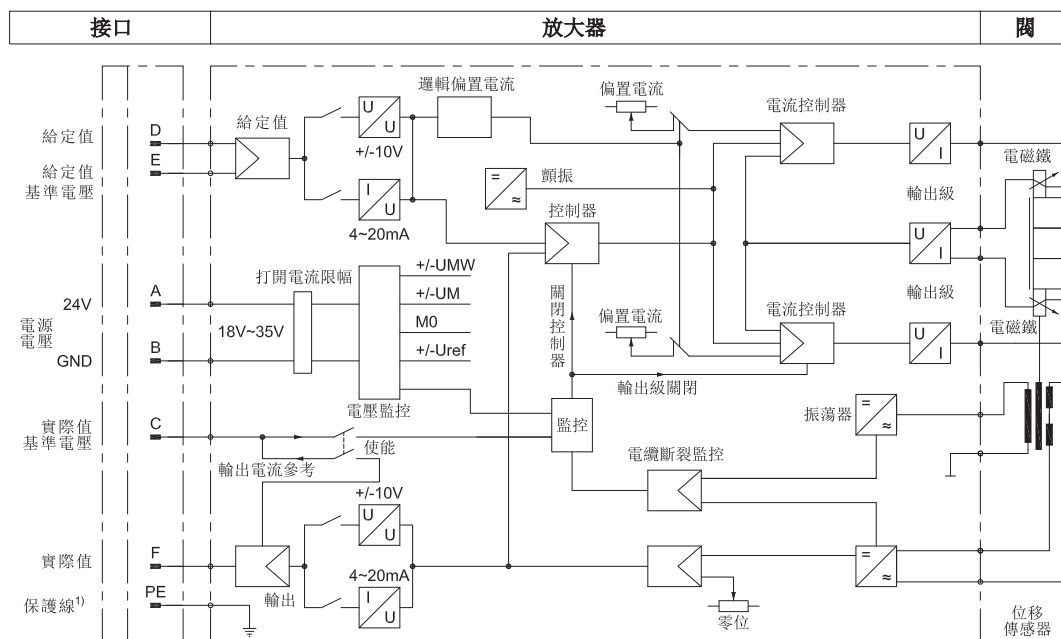 接口
放大器
閥
給定值
D
給定值
U
U
+/-10V
邏輯偏置電流
偏置電流
電流控制器
U
I
電磁鐵
給定值
基準電壓
E
I
U
4~20mA
=
≈
顫振
控制器
輸出級
U
I
24V
電源
電壓
GND
A
B
打開電流限幅
18V~35V
+/-UMW
+/-UM
M0
+/-Uref
電壓監控
關閉控制器
偏置電流
電流控制器
輸出級
電磁鐵
U
I
輸出級關閉
實際值
基準電壓
C
使能
輸出電流參考
監控
振蕩器
=
≈
電纜斷裂監控
+/-10V
U
U
實際值
F
輸出
4~20mA
I
U
=
≈
保護線1)
PE
零位
位移
傳感器